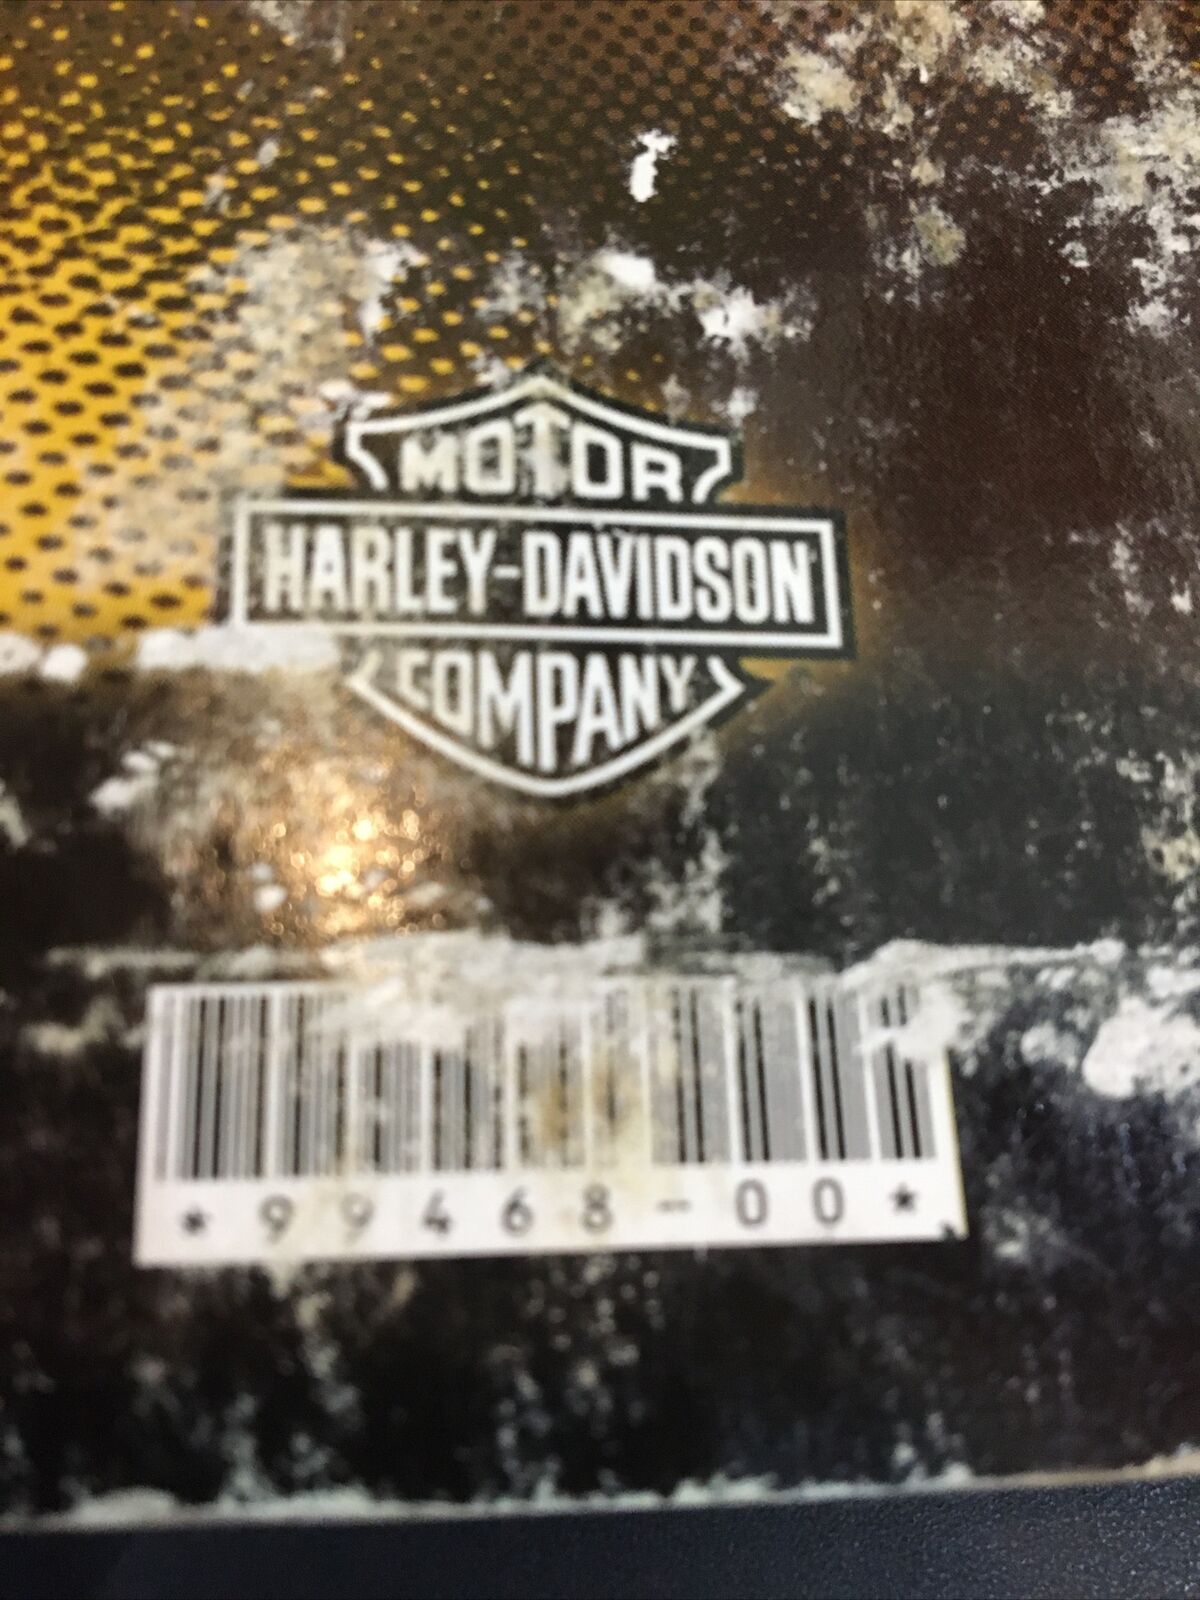 MOTOR
HARLEY-DAVIDSON
COMPANY
*99468-00*